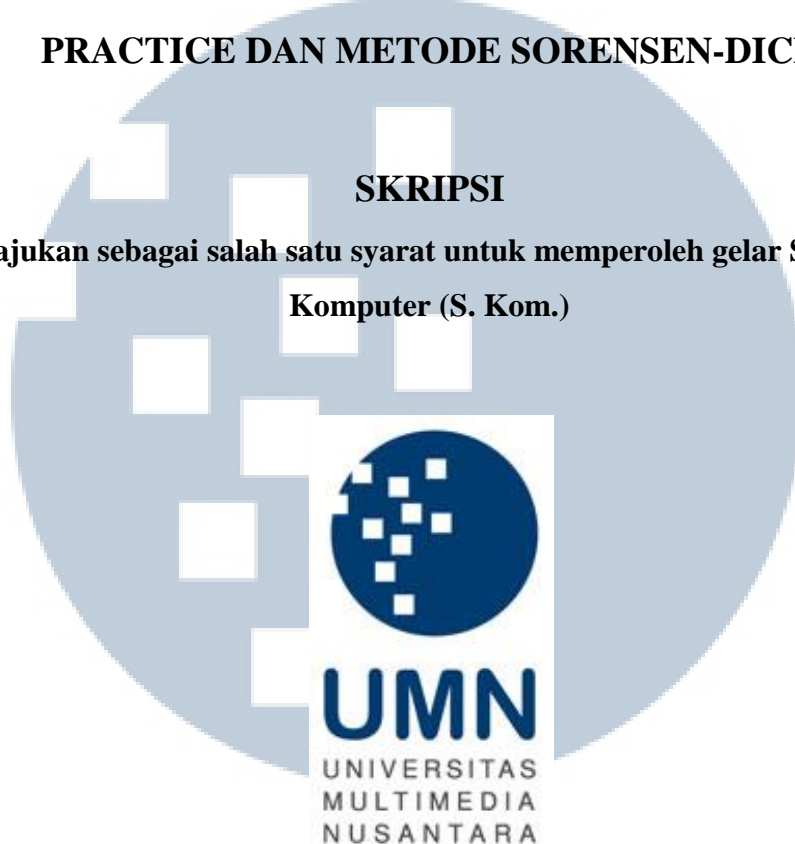 PRACTICE DAN METODE SORENSEN-DIC
SKRIPSI
ajukan sebagai salah satu syarat untuk memperoleh gelar S
Komputer (S. Kom.)
UMN
UNIVERSITAS
MULTIMEDIA
NUSANTARA